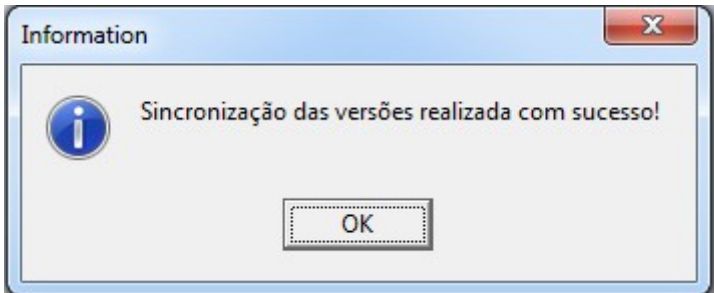 Information
Sincronização das versões realizada com sucesso!
OK